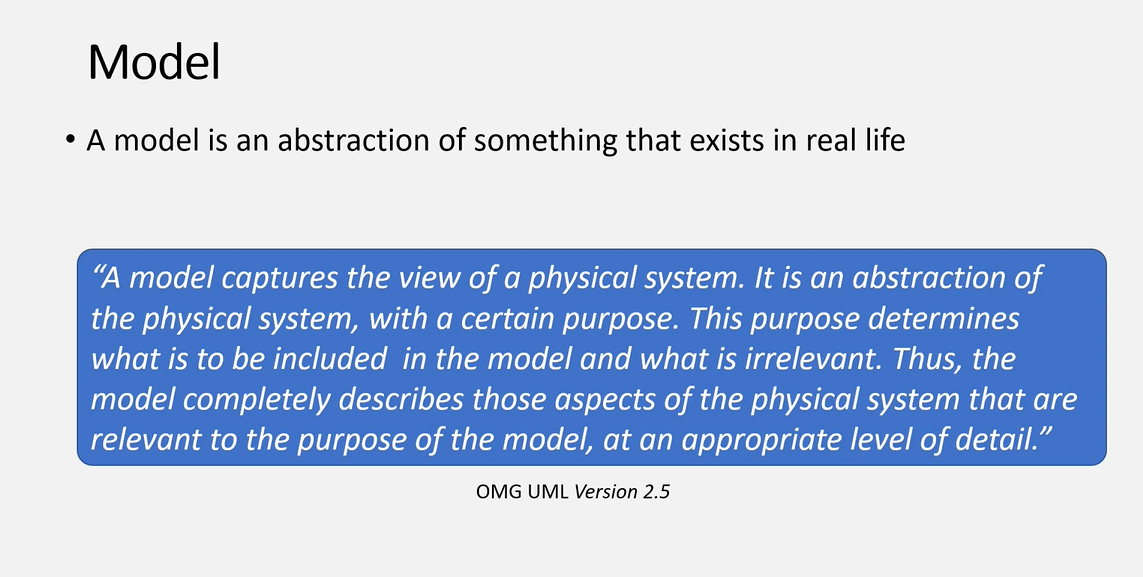 Model
• A model is an abstraction of something that exists in real life
“A model captures the view of a physical system. It is an abstraction of
the physical system, with a certain purpose. This purpose determines
what is to be included  in the model and what is irrelevant. Thus, the
model completely describes those aspects of the physical system that are
relevant to the purpose of the model, at an appropriate level of detail.”
OMG UML Version 2.5